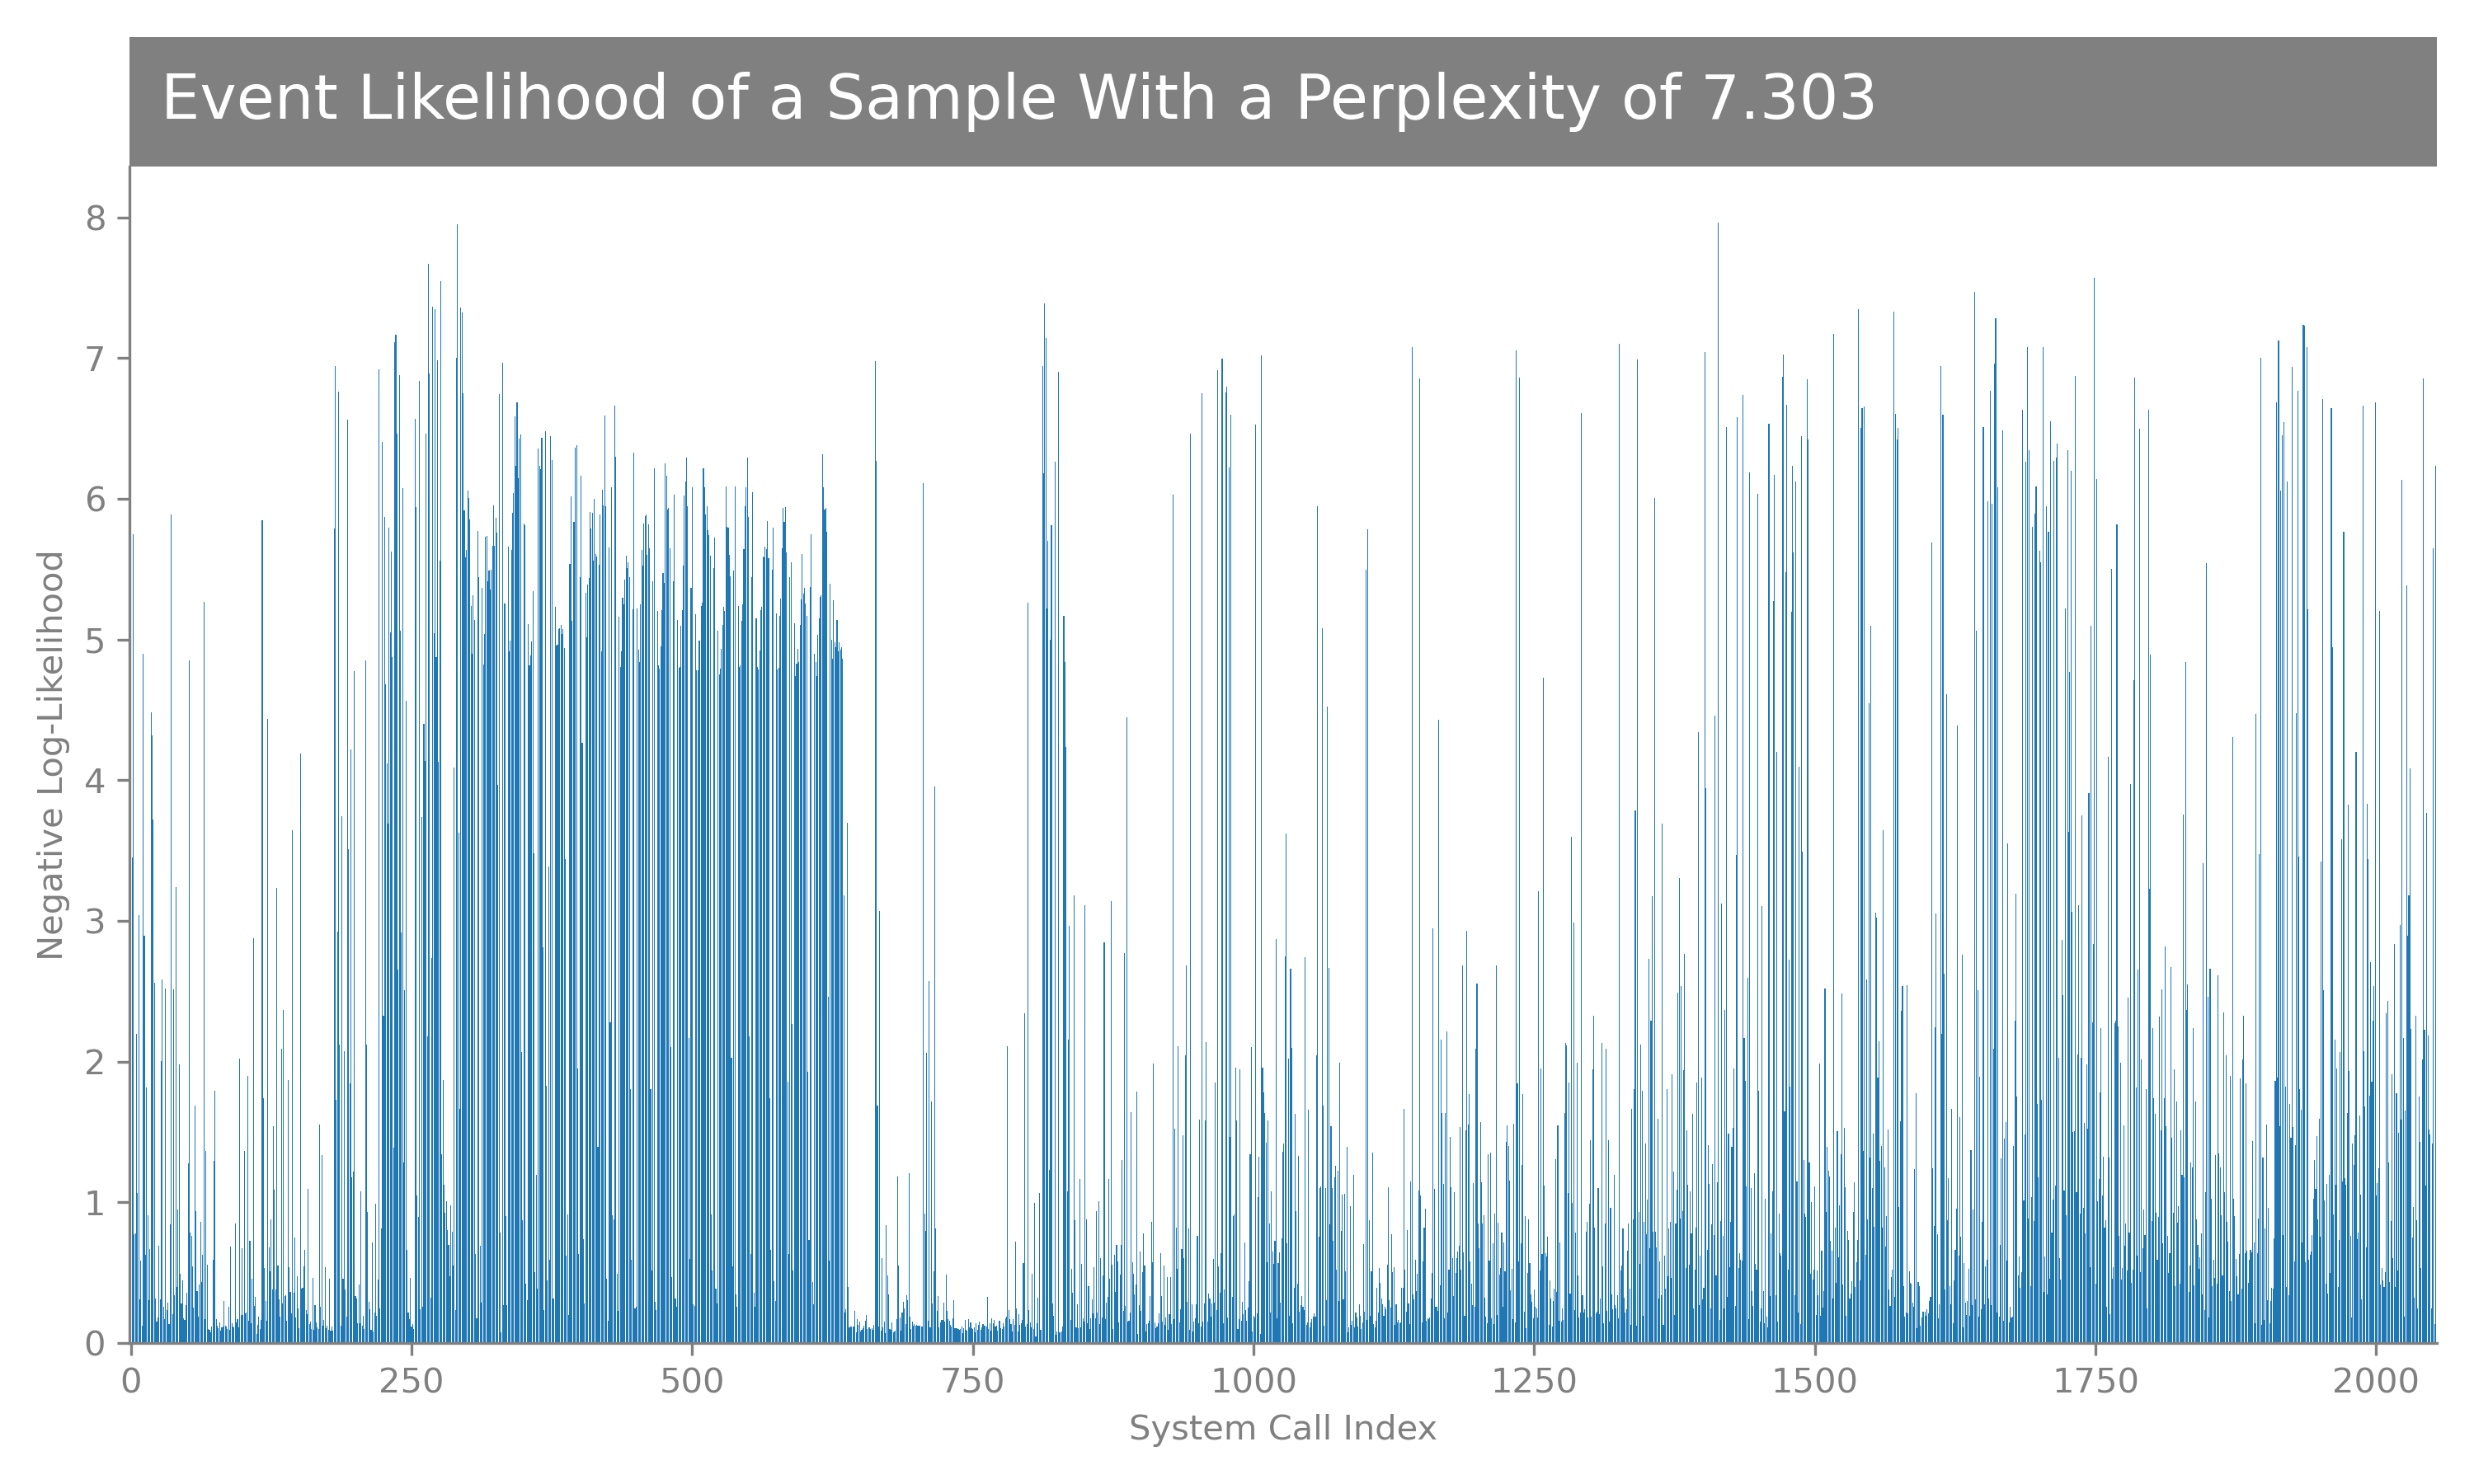 Event Likelihood of a Sample With a Perplexity of 7.303
8
7
6
5
4
3
2
1
0
Negative Log-Likelihood
0 250 500 750 1000 1250 1500 1750 2000
System Call Index